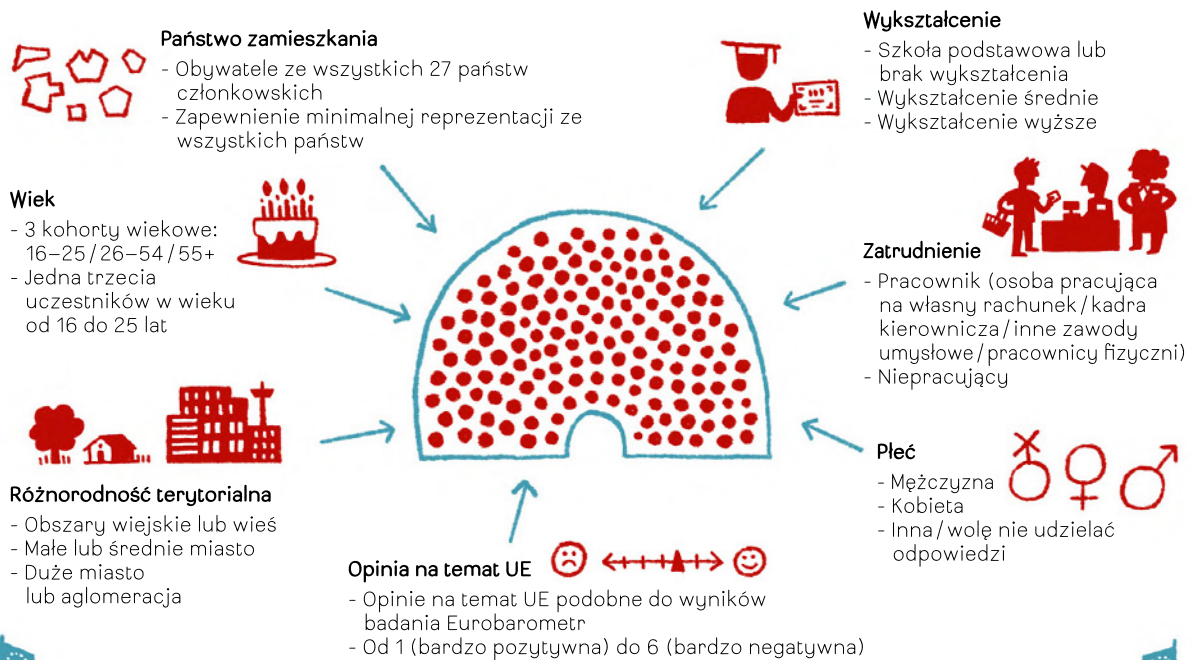 Państwo zamieszkania
- Obywatele ze wszystkich 27 państw
członkowskich
- Zapewnienie minimalnej reprezentacji ze
wszystkich państw
Wiek
- 3 kohorty wiekowe:
16–25 / 26–54 / 55+
- Jedna trzecia
uczestników w wieku
od 16 do 25 lat
Różnorodność terytorialna
- Obszary wiejskie lub wieś
- Małe lub średnie miasto
- Duże miasto
lub aglomeracja
Opinia na temat UE
- Opinie na temat UE podobne do wyników
badania Eurobarometr
- Od 1 (bardzo pozytywna) do 6 (bardzo negatywna)
Wykształcenie
- Szkoła podstawowa lub
brak wykształcenia
- Wykształcenie średnie
- Wykształcenie wyższe
Zatrudnienie
- Pracownik (osoba pracująca
na własny rachunek / kadra
kierownicza / inne zawody
umysłowe / pracownicy fizyczni)
- Niepracujący
Płeć
- Mężczyzna
- Kobieta
- Inna / wolę nie udzielać
odpowiedzi